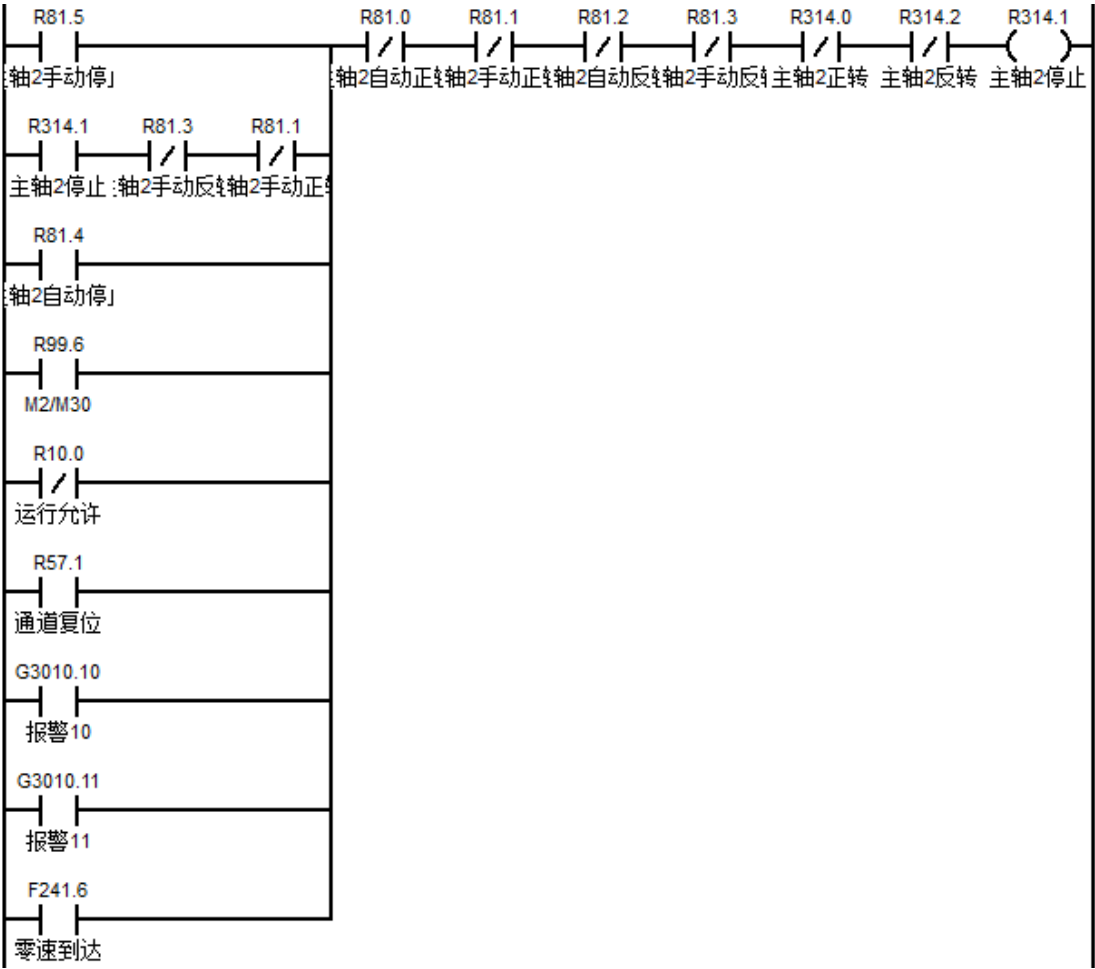 R81.5 R81.0 R81.1 R81.2 R81.3 R314.0 R314.2 R314.1
轴2手动停 轴2自动正 轴2手动正 轴2自动反 轴2手动反 主轴2正转 主轴2反转 主轴2停止
R314.1 R81.3 R81.1
主轴2停止 轴2手动反 轴2手动正
R81.4
轴2自动停
R99.6
M2/M30
R10.0
运行允许
R57.1
通道复位
G3010.10
报警10
G3010.11
报警11
F241.6
零速到达